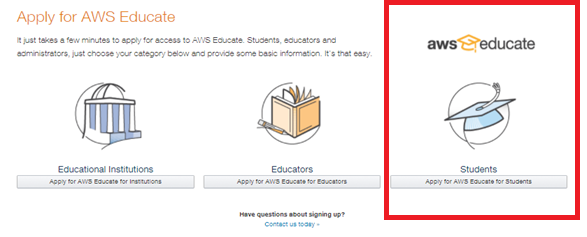 Apply for AWS Educate
It just takes a few minutes to apply for access to AWS Educate. Students, educators and
administrators, just choose your category below and provide some basic information. It's that easy.
aws educate
Educational Institutions
Educators
Students
Apply for AWS Educate for Institutions
Apply for AWS Educate for Educators
Apply for AWS Educate for Students
Have questions about signing up?
Contact us today »